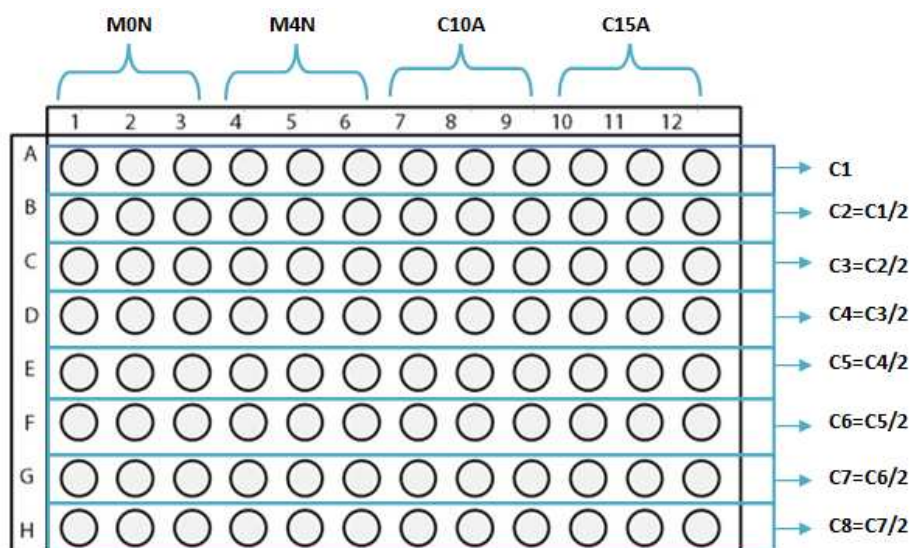 M0N M4N C10A C15A
1 2 3 4 5 6 7 8 9 10 11 12
A C1
B C2=C1/2
C C3=C2/2
D C4=C3/2
E C5=C4/2
F C6=C5/2
G C7=C6/2
H C8=C7/2